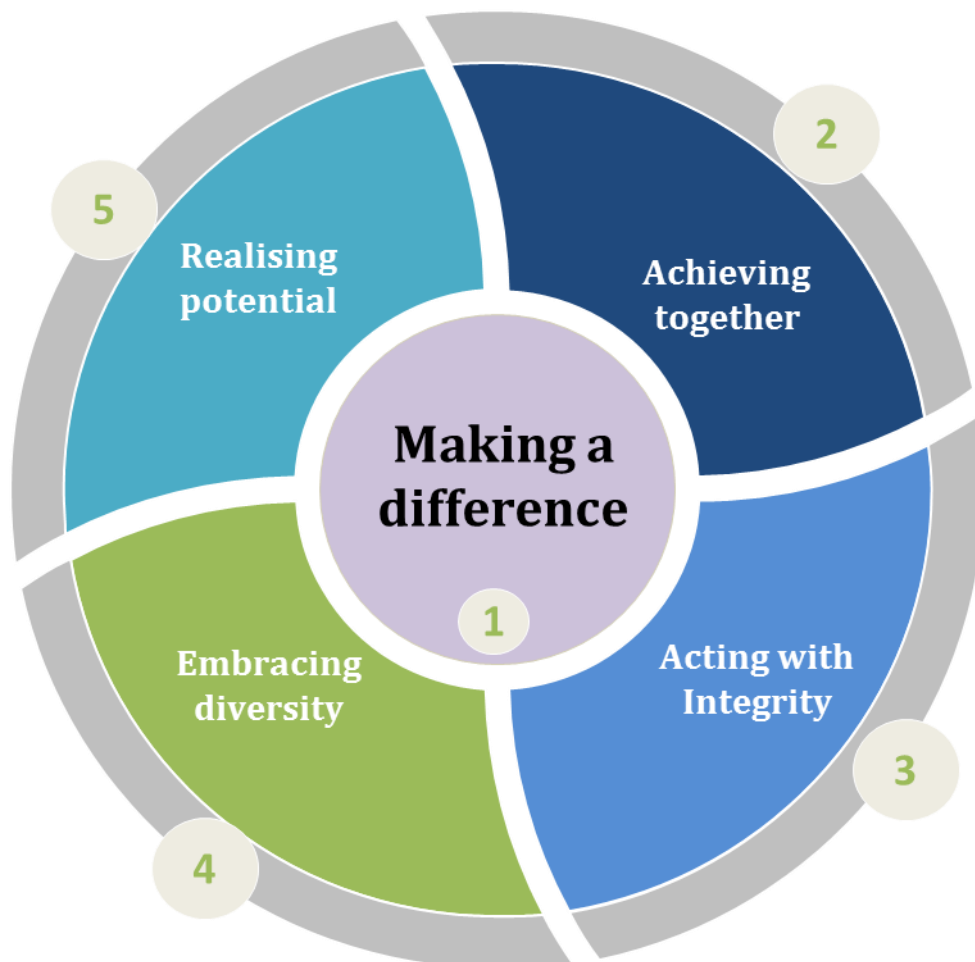 Making a
difference
1
Achieving
together
2
Acting with
Integrity
3
Embracing
diversity
4
Realising
potential
5